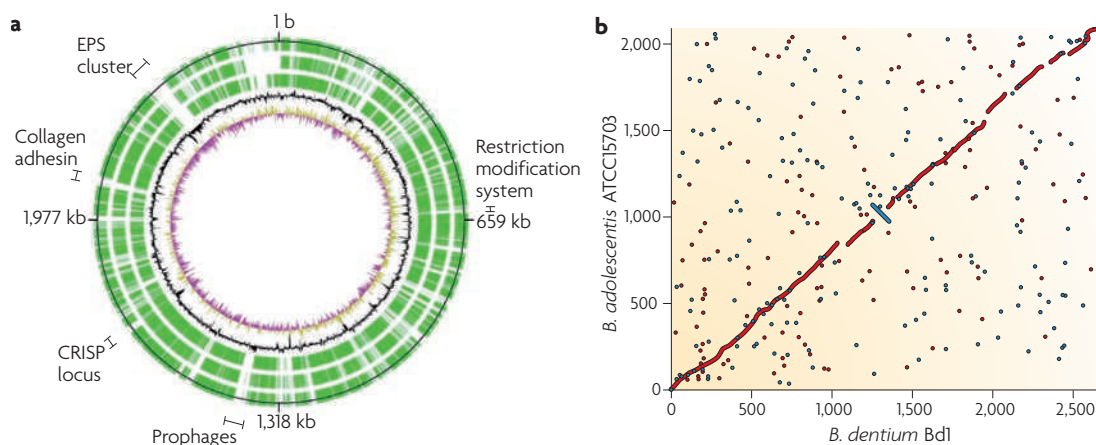 a
1 b
EPS
cluster
Collagen
adhesin
1,977 kb
Restriction
modification
system
659 kb
CRISP
locus
1,318 kb
Prophages
b
2,000
1,500
1,000
500
0
B. adolescentis ATCC15703
0
500
1,000
1,500
2,000
2,500
B. dentium Bd1